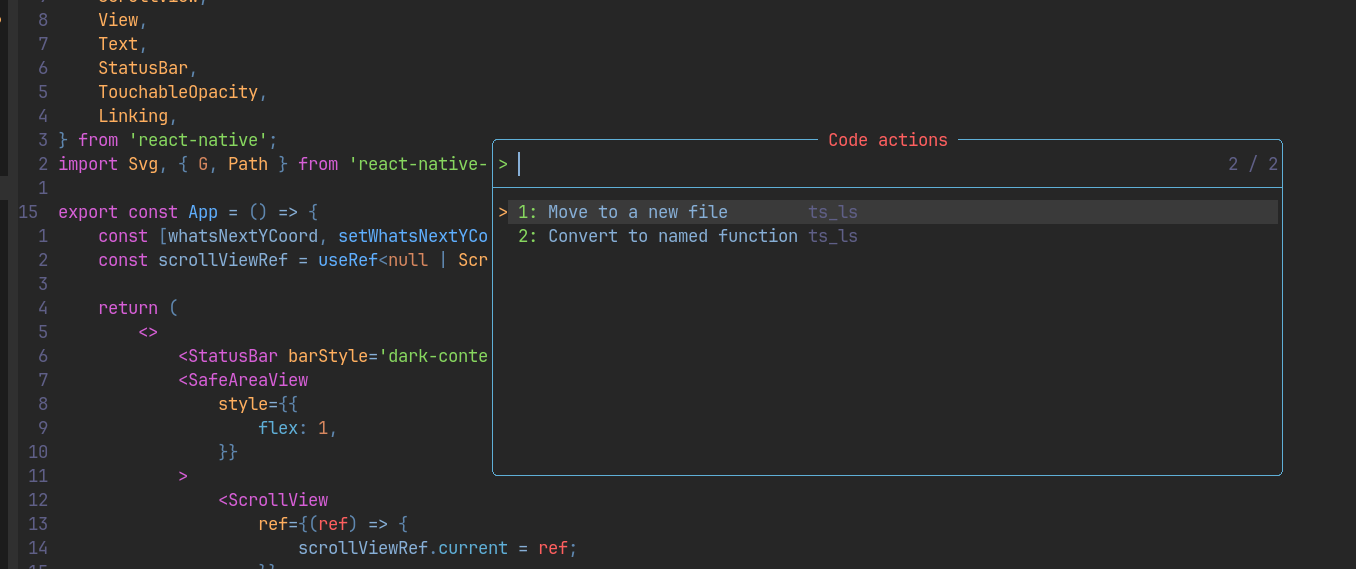 8 View,
7 Text,
6 StatusBar,
5 TouchableOpacity,
4 Linking,
3 } from 'react-native';
2 import Svg, { G, Path } from 'react-native-
1
15 export const App = () => {
1 const [whatsNextYCoord, setWhatsNextYCo
2 const scrollViewRef = useRef<null | Scr
3
4 return (
5 <>
6 <StatusBar barStyle='dark-conte
7 <SafeAreaView
8 style={{
9 flex: 1,
10 }}
11 >
12 <ScrollView
13 ref={(ref) => {
14 scrollViewRef.current = ref;
Code actions
> 2 / 2
> 1: Move to a new file ts_ls
2: Convert to named function ts_ls